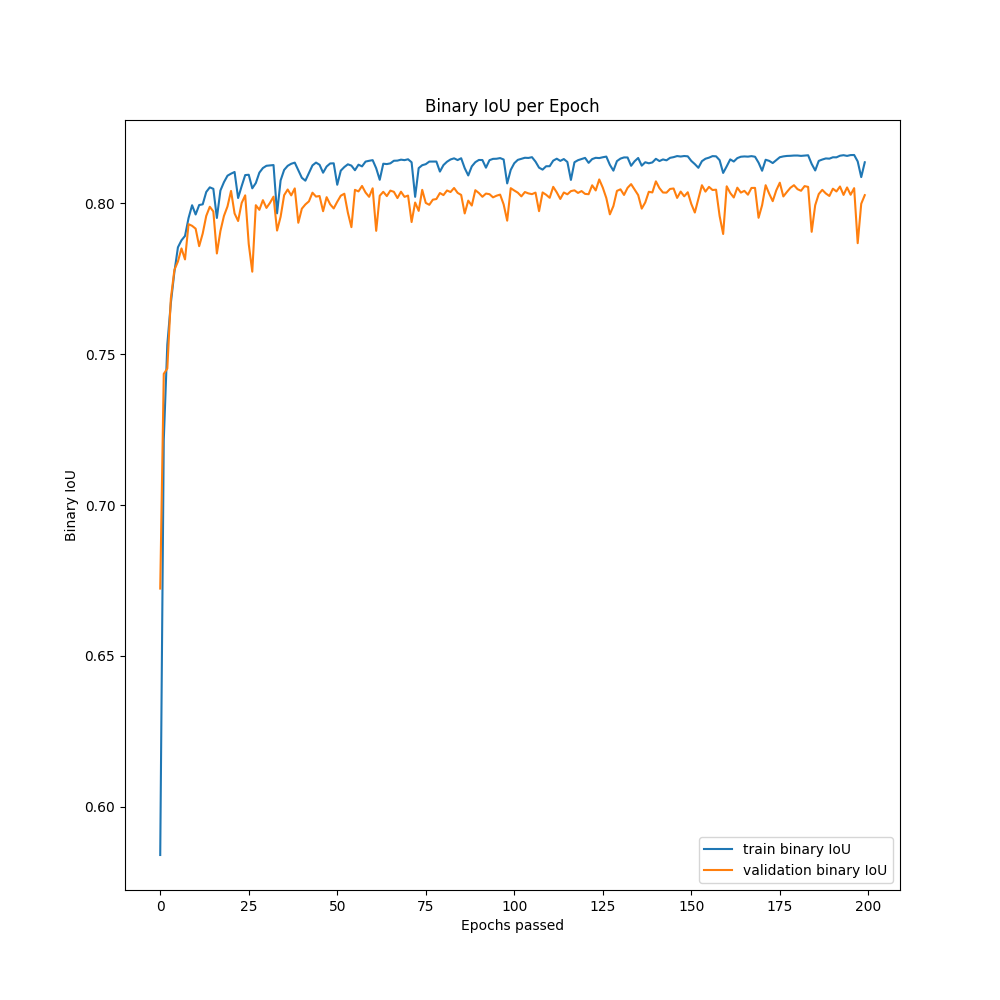 Binary IoU per Epoch
0.80
0.75
0.70
0.65
0.60
Binary IoU
train binary IoU
validation binary IoU
0 25 50 75 100 125 150 175 200
Epochs passed